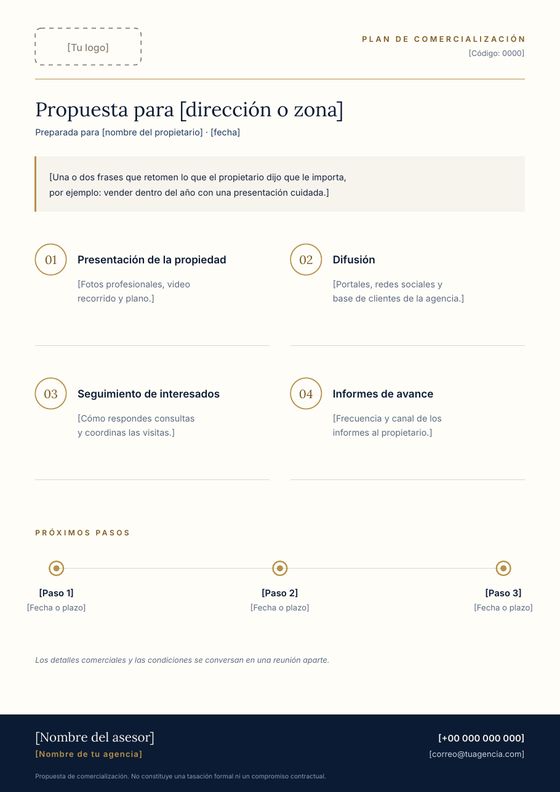 [Tu logo]
PLAN DE COMERCIALIZACIÓN
[Código: 0000]
Propuesta para [dirección o zona]
Preparada para [nombre del propietario] · [fecha]
[Una o dos frases que retomen lo que el propietario dijo que le importa,
por ejemplo: vender dentro del año con una presentación cuidada.]
01
Presentación de la propiedad
[Fotos profesionales, video
recorrido y plano.]
02
Difusión
[Portales, redes sociales y
base de clientes de la agencia.]
03
Seguimiento de interesados
[Cómo respondes consultas
y coordinas las visitas.]
04
Informes de avance
[Frecuencia y canal de los
informes al propietario.]
PRÓXIMOS PASOS
[Paso 1]
[Fecha o plazo]
[Paso 2]
[Fecha o plazo]
[Paso 3]
[Fecha o plazo]
Los detalles comerciales y las condiciones se conversan en una reunión aparte.
[Nombre del asesor]
[Nombre de tu agencia]
[+00 000 000 000]
[correo@tuagencia.com]
Propuesta de comercialización. No constituye una tasación formal ni un compromiso contractual.